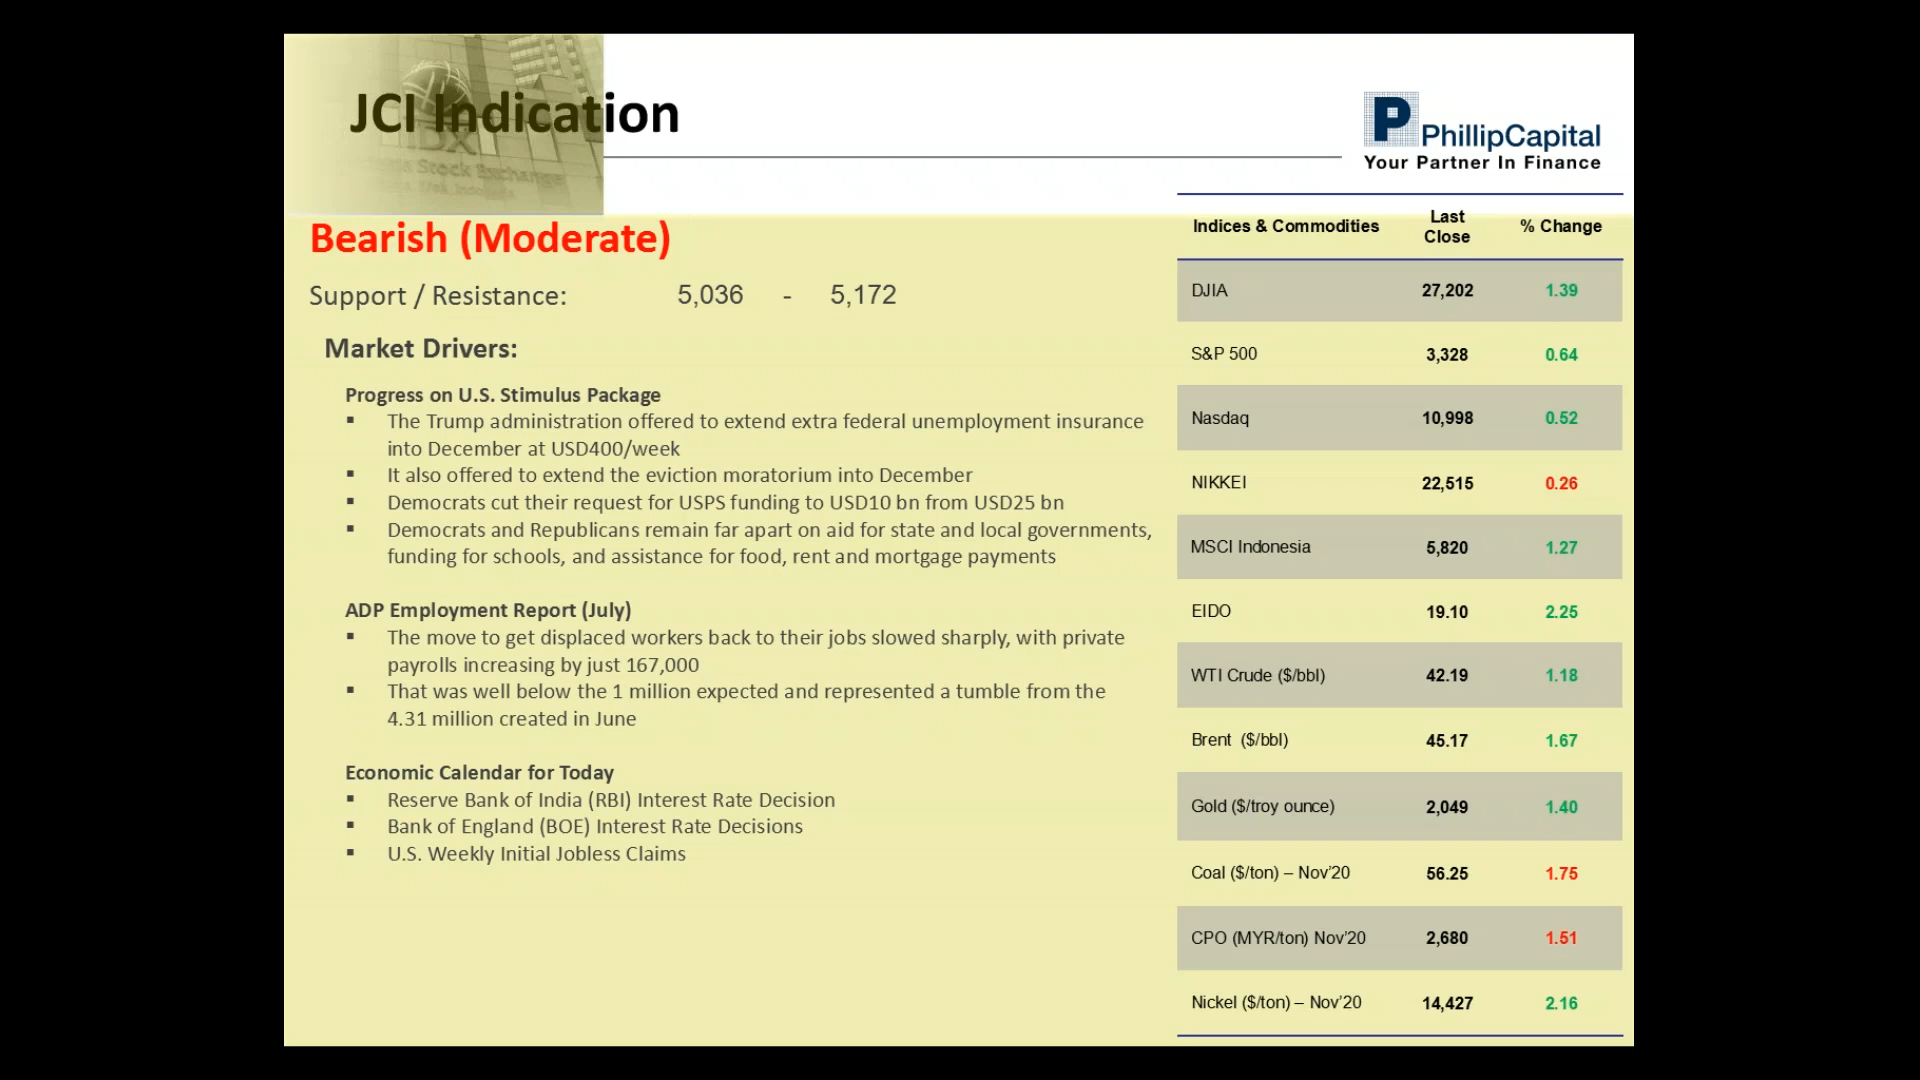 JCI Indication
PhillipCapital
Your Partner In Finance
Bearish (Moderate)
Support / Resistance: 5,036 - 5,172
Market Drivers:
Progress on U.S. Stimulus Package
▪ The Trump administration offered to extend extra federal unemployment insurance
into December at USD400/week
▪ It also offered to extend the eviction moratorium into December
▪ Democrats cut their request for USPS funding to USD10 bn from USD25 bn
▪ Democrats and Republicans remain far apart on aid for state and local governments,
funding for schools, and assistance for food, rent and mortgage payments
ADP Employment Report (July)
▪ The move to get displaced workers back to their jobs slowed sharply, with private
payrolls increasing by just 167,000
▪ That was well below the 1 million expected and represented a tumble from the
4.31 million created in June
Economic Calendar for Today
▪ Reserve Bank of India (RBI) Interest Rate Decision
▪ Bank of England (BOE) Interest Rate Decisions
▪ U.S. Weekly Initial Jobless Claims
Indices & Commodities Last Close % Change
DJIA 27,202 1.39
S&P 500 3,328 0.64
Nasdaq 10,998 0.52
NIKKEI 22,515 0.26
MSCI Indonesia 5,820 1.27
EIDO 19.10 2.25
WTI Crude ($/bbl) 42.19 1.18
Brent ($/bbl) 45.17 1.67
Gold ($/troy ounce) 2,049 1.40
Coal ($/ton) – Nov'20 56.25 1.75
CPO (MYR/ton) Nov'20 2,680 1.51
Nickel ($/ton) – Nov'20 14,427 2.16
Stock Exchange